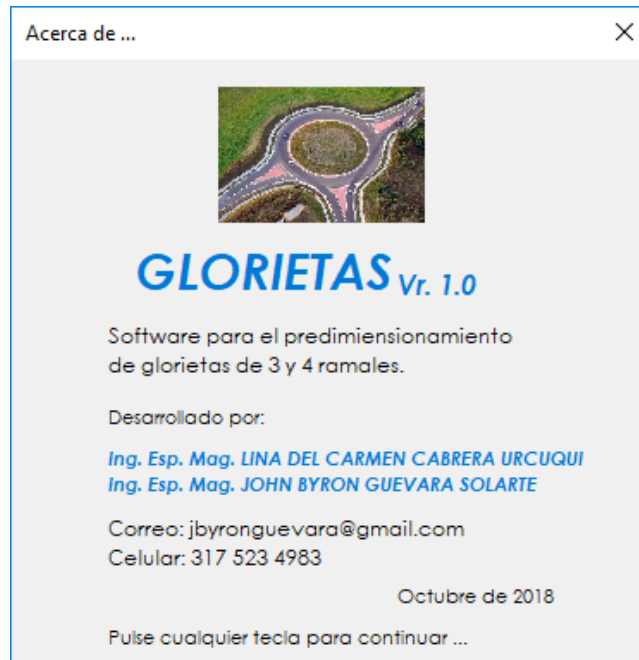 Acerca de ...
GLORIETAS Vr. 1.0
Software para el predimiensionamiento
de glorietas de 3 y 4 ramales.
Desarrollado por:
Ing. Esp. Mag. LINA DEL CARMEN CABRERA URCUQUI
Ing. Esp. Mag. JOHN BYRON GUEVARA SOLARTE
Correo: jbyronguevara@gmail.com
Celular: 317 523 4983
Octubre de 2018
Pulse cualquier tecla para continuar ...